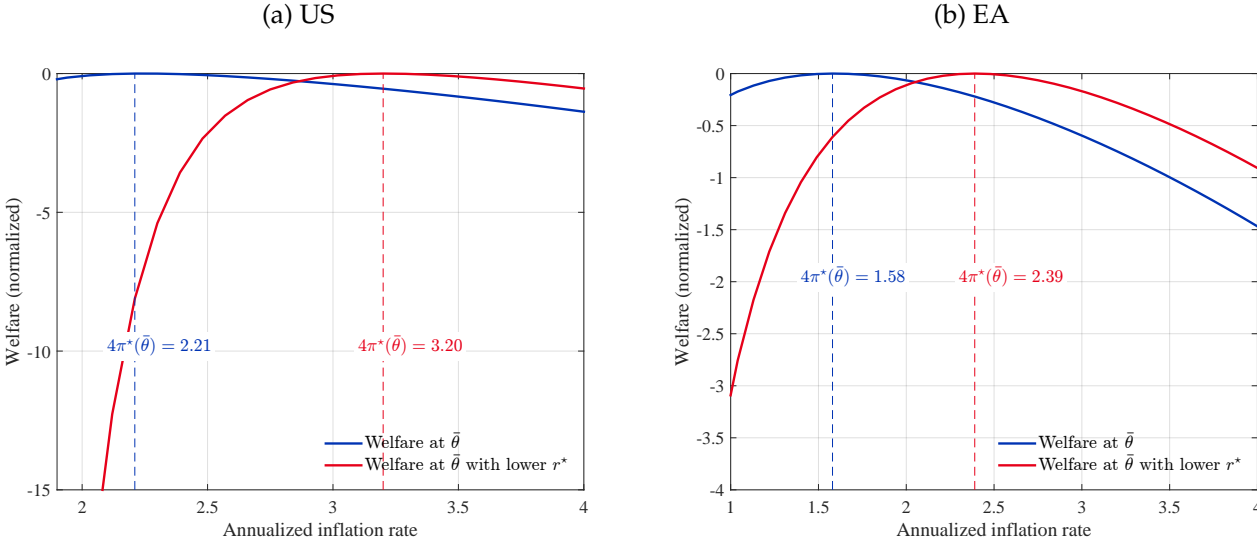 (a) US
0
-5
-10
-15
Welfare (normalized)
4π⋆(θ̄) = 2.21
4π⋆(θ̄) = 3.20
Welfare at θ̄
Welfare at θ̄ with lower r⋆
2
2.5
3
3.5
4
Annualized inflation rate
(b) EA
0
-0.5
-1
-1.5
-2
-2.5
-3
-3.5
-4
Welfare (normalized)
4π⋆(θ̄) = 1.58
4π⋆(θ̄) = 2.39
Welfare at θ̄
Welfare at θ̄ with lower r⋆
1
1.5
2
2.5
3
3.5
4
Annualized inflation rate